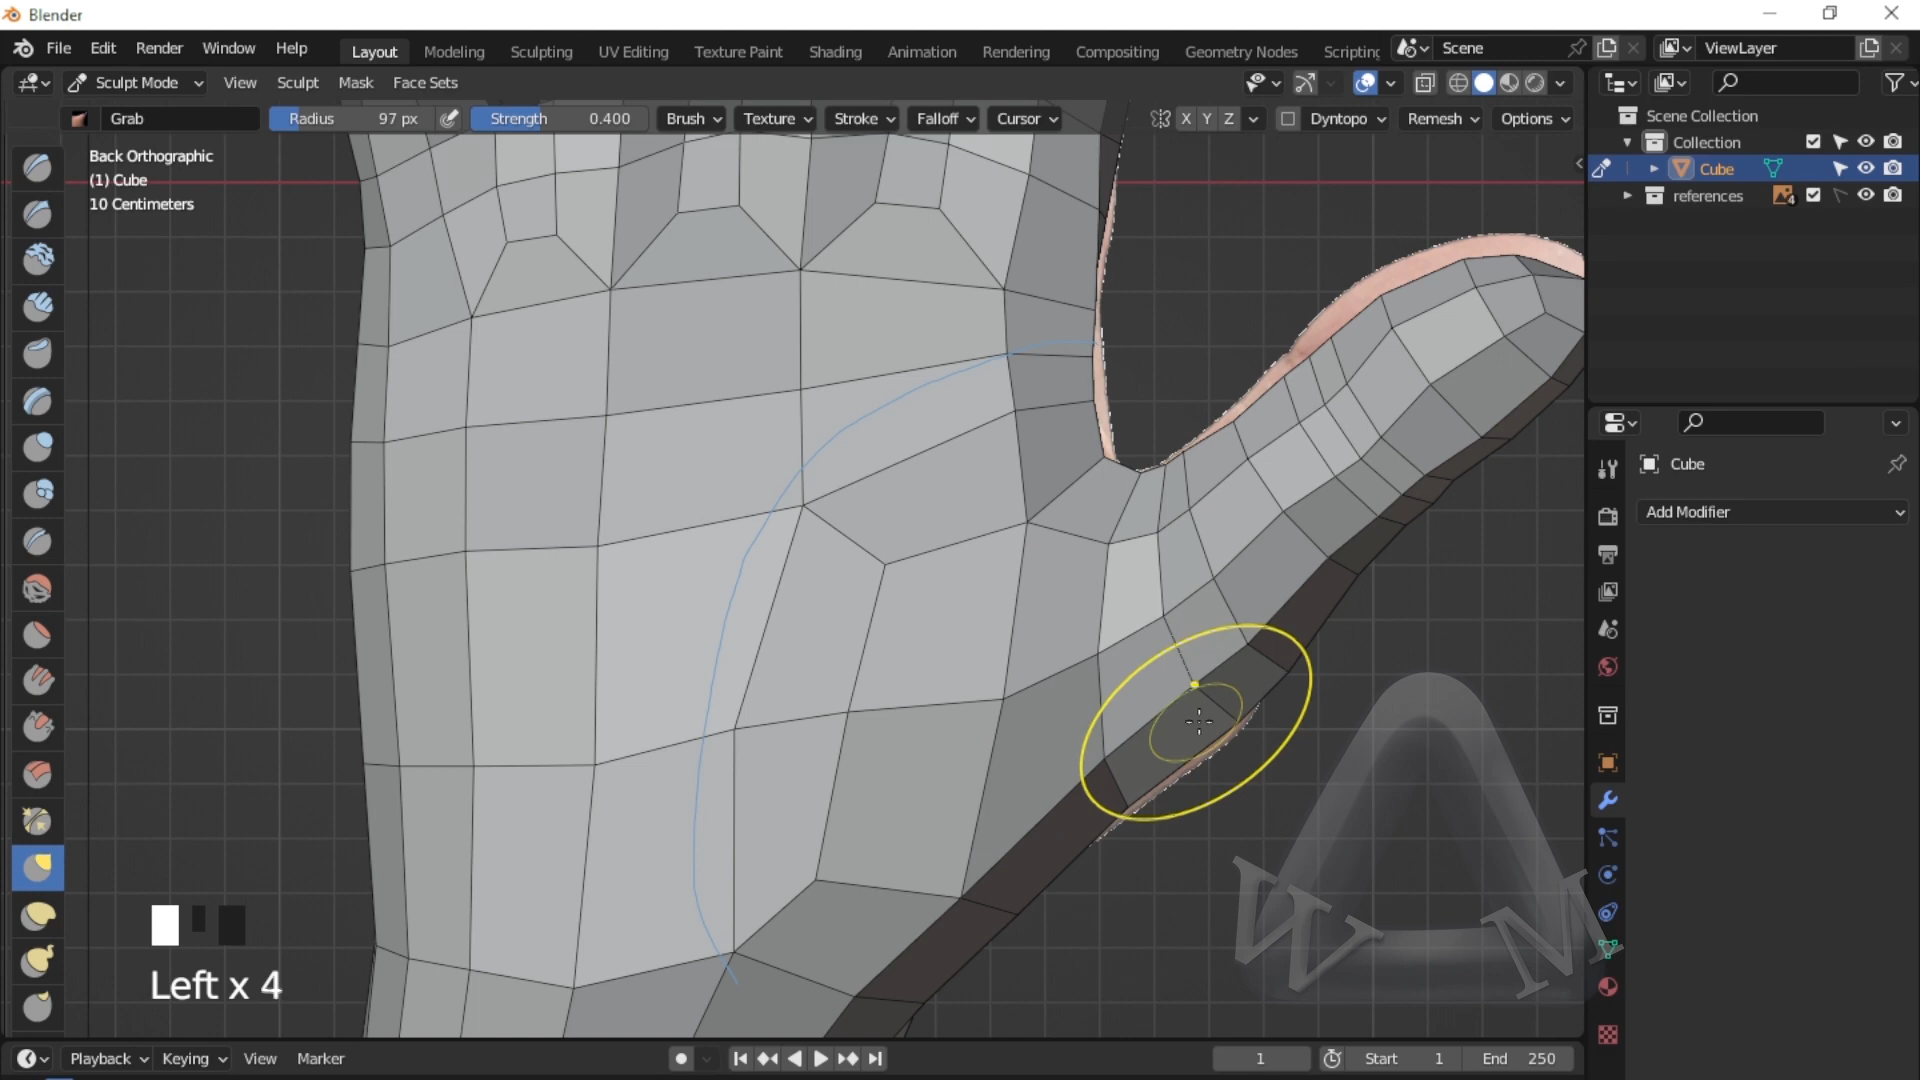 Blender
File Edit Render Window Help Layout Modeling Sculpting UV Editing Texture Paint Shading Animation Rendering Compositing Geometry Nodes Scripting Scene ViewLayer
Sculpt Mode View Sculpt Mask Face Sets
Grab Radius 97 px Strength 0.400 Brush Texture Stroke Falloff Cursor X Y Z Dyntopo Remesh Options
Back Orthographic
(1) Cube
10 Centimeters
Scene Collection
Collection
Cube
references 4
Cube
Add Modifier
W M
Left x 4
Playback Keying View Marker 1 Start 1 End 250